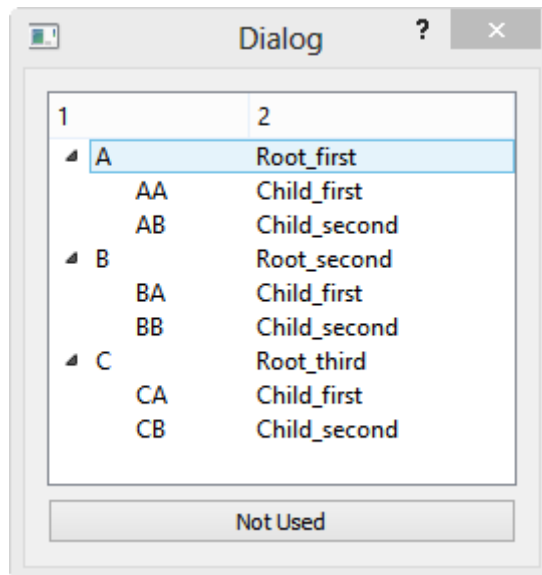 Dialog ? ×
1 2
A Root_first
AA Child_first
AB Child_second
B Root_second
BA Child_first
BB Child_second
C Root_third
CA Child_first
CB Child_second
Not Used